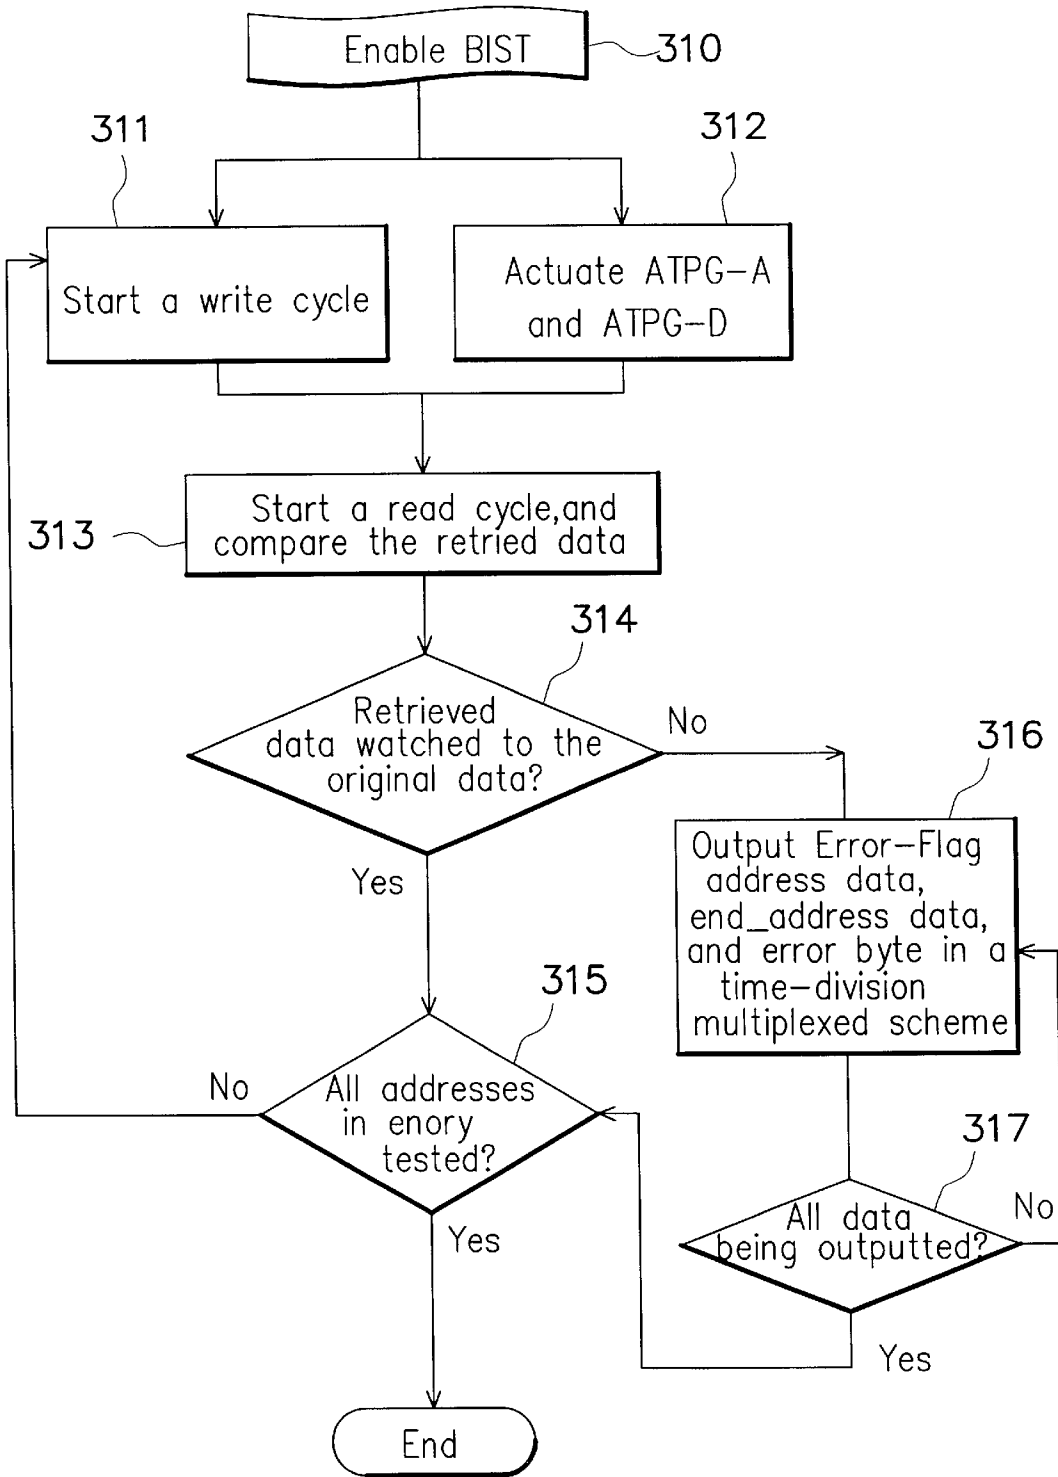 Enable BIST
310
311
312
Start a write cycle
Actuate ATPG-A
and ATPG-D
313
Start a read cycle,and
compare the retried data
314
Retrieved
data watched to the
original data?
No
Yes
316
Output Error-Flag
address data,
end_address data,
and error byte in a
time-division
multiplexed scheme
315
All addresses
in enory
tested?
No
Yes
317
All data
being outputted?
No
Yes
End